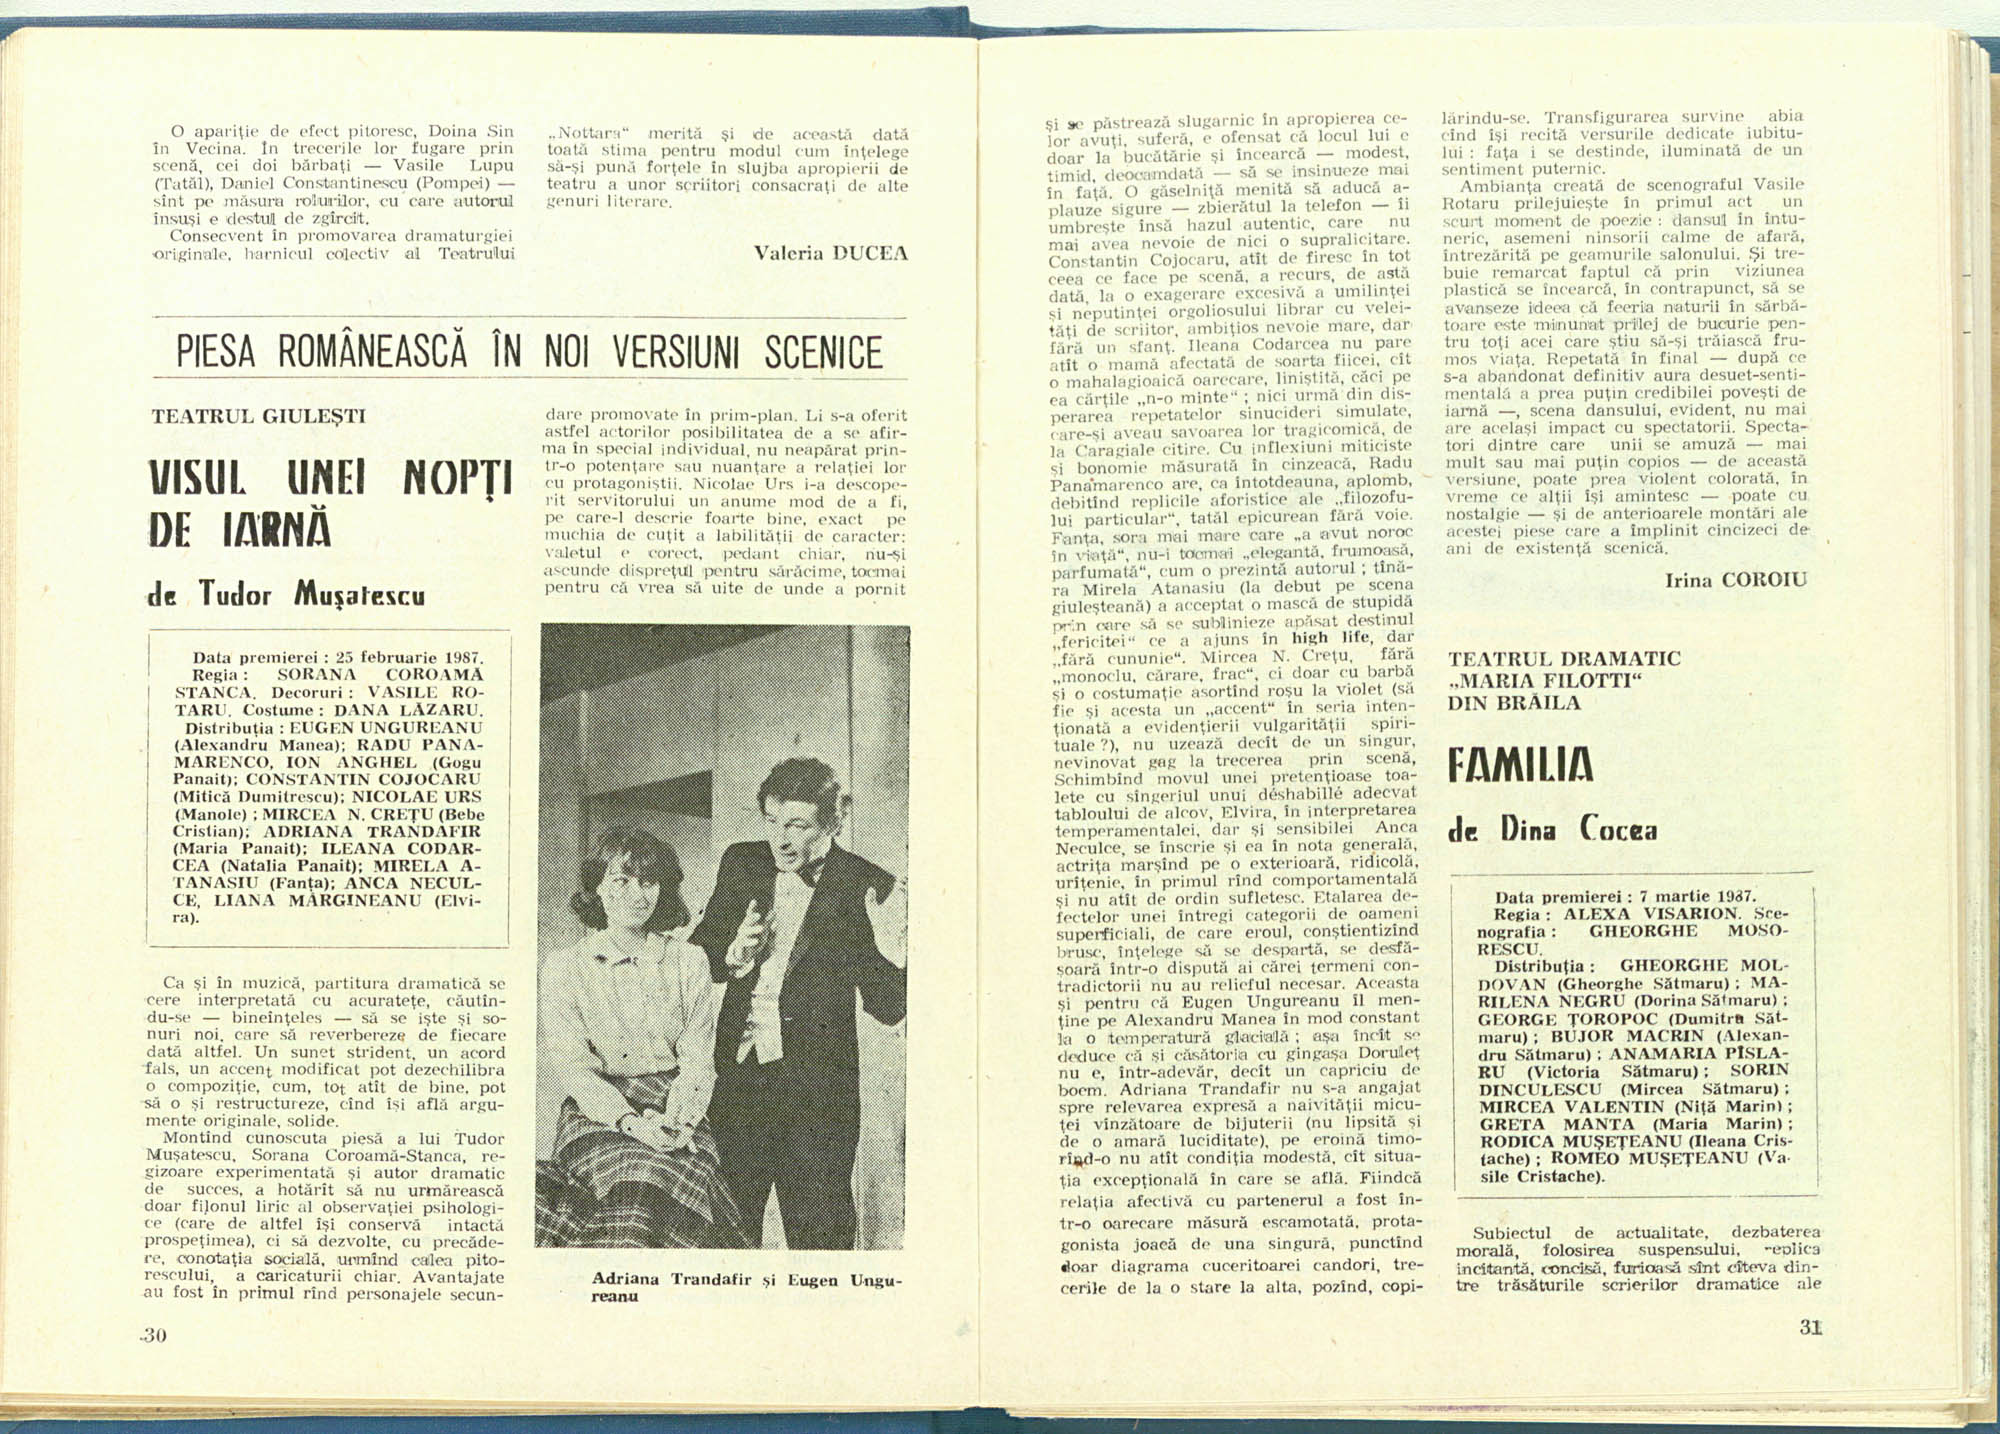 O apariție de efect pitoresc, Doina Sin
în Vecina. În trecerile lor fugare prin
scenă, cei doi bărbați — Vasile Lupu
(Tatăl), Daniel Constantinescu (Pompei) —
sînt pe măsura rolurilor, cu care autorul
însuși e destul de zgîrcit.
Consecvent în promovarea dramaturgiei
originale, harnicul colectiv al Teatrului
„Nottara“ merită și de această dată
toată stima pentru modul cum înțelege
să-și pună forțele în slujba apropierii de
teatru a unor scriitori consacrați de alte
genuri literare.
Valeria DUCEA
PIESA ROMÂNEASCĂ ÎN NOI VERSIUNI SCENICE
TEATRUL GIULEȘTI
VISUL UNEI NOPȚI
DE IARNĂ
de Tudor Mușatescu
Data premierei : 25 februarie 1987.
Regia : SORANA COROAMĂ
STANCA. Decoruri : VASILE RO-
TARU. Costume : DANA LĂZARU.
Distribuția : EUGEN UNGUREANU
(Alexandru Manea); RADU PANA-
MARENCO, ION ANGHEL (Gogu
Panait); CONSTANTIN COJOCARU
(Mitică Dumitrescu); NICOLAE URS
(Manole) ; MIRCEA N. CREȚU (Bebe
Cristian); ADRIANA TRANDAFIR
(Maria Panait); ILEANA CODAR-
CEA (Natalia Panait); MIRELA A-
TANASIU (Fanța); ANCA NECUL-
CE, LIANA MĂRGINEANU (Elvi-
ra).
Ca și în muzică, partitura dramatică se
cere interpretată cu acuratețe, căutîn-
du-se — bineînțeles — să se iște și so-
nuri noi, care să reverbereze de fiecare
dată altfel. Un sunet strident, un acord
fals, un accent modificat pot dezechilibra
o compoziție, cum, tot atît de bine, pot
să o și restructureze, cînd își află argu-
mente originale, solide.
Montînd cunoscuta piesă a lui Tudor
Mușatescu, Sorana Coroamă-Stanca, re-
gizoare experimentată și autor dramatic
de succes, a hotărît să nu urmărească
doar filonul liric al observației psihologi-
ce (care de altfel își conservă intactă
prospețimea), ci să dezvolte, cu precăde-
re, conotația socială, urmînd calea pito-
rescului, a caricaturii chiar. Avantajate
au fost în primul rînd personajele secun-
dare promovate în prim-plan. Li s-a oferit
astfel actorilor posibilitatea de a se afir-
ma în special individual, nu neapărat prin-
tr-o potențare sau nuanțare a relației lor
cu protagoniștii. Nicolae Urs i-a descope-
rit servitorului un anume mod de a fi,
pe care-l descrie foarte bine, exact pe
muchia de cuțit a labilității de caracter:
valetul e corect, pedant chiar, nu-și
ascunde disprețul pentru sărăcime, tocmai
pentru că vrea să uite de unde a pornit
Adriana Trandafir și Eugen Ungu-
reanu
30
și se păstrează slugarnic în apropierea ce-
lor avuți, suferă, e ofensat că locul lui e
doar la bucătărie și încearcă — modest,
timid, deocamdată — să se insinueze mai
în față. O găselniță menită să aducă a-
plauze sigure — zbierătul la telefon — îi
umbrește însă hazul autentic, care nu
mai avea nevoie de nici o supralicitare.
Constantin Cojocaru, atît de firesc în tot
ceea ce face pe scenă, a recurs, de astă
dată, la o exagerare excesivă a umilinței
și neputinței orgoliosului librar cu velei-
tăți de scriitor, ambițios nevoie mare, dar
fără un sfanț. Ileana Codarcea nu pare
atît o mamă afectată de soarta fiicei, cît
o mahalagioaică oarecare, liniștită, căci pe
ea cărțile „n-o minte“ ; nici urmă din dis-
perarea repetatelor sinucideri simulate,
care-și aveau savoarea lor tragicomică, de
la Caragiale citire. Cu inflexiuni miticiste
și bonomie măsurată în cinzeacă, Radu
Panamarenco are, ca întotdeauna, aplomb,
debitînd replicile aforistice ale „filozofu-
lui particular“, tatăl epicurean fără voie.
Fanța, sora mai mare care „a avut noroc
în viață“, nu-i tocmai „elegantă, frumoasă,
parfumată“, cum o prezintă autorul ; tînă-
ra Mirela Atanasiu (la debut pe scena
giuleșteană) a acceptat o mască de stupidă
prin care să se sublinieze apăsat destinul
„fericitei“ ce a ajuns în high life, dar
„fără cununie“. Mircea N. Crețu, fără
„monoclu, cărare, frac“, ci doar cu barbă
și o costumație asortînd roșu la violet (să
fie și acesta un „accent“ în seria inten-
ționată a evidențierii vulgarității spiri-
tuale ?), nu uzează decît de un singur,
nevinovat gag la trecerea prin scenă,
Schimbînd movul unei pretențioase toa-
lete cu sîngeriul unui déshabillé adecvat
tabloului de alcov, Elvira, în interpretarea
temperamentalei, dar și sensibilei Anca
Neculce, se înscrie și ea în nota generală,
actrița marșînd pe o exterioară, ridicolă,
urîțenie, în primul rînd comportamentală
și nu atît de ordin sufletesc. Etalarea de-
fectelor unei întregi categorii de oameni
superficiali, de care eroul, conștientizînd
brusc, înțelege să se despartă, se desfă-
șoară într-o dispută ai cărei termeni con-
tradictorii nu au relieful necesar. Aceasta
și pentru că Eugen Ungureanu îl men-
ține pe Alexandru Manea în mod constant
la o temperatură glacială ; așa încît se
deduce că și căsătoria cu gingașa Doruleț
nu e, într-adevăr, decît un capriciu de
boem. Adriana Trandafir nu s-a angajat
spre relevarea expresă a naivității micu-
ței vînzătoare de bijuterii (nu lipsită și
de o amară luciditate), pe eroină timo-
rînd-o nu atît condiția modestă, cît situa-
ția excepțională în care se află. Fiindcă
relația afectivă cu partenerul a fost în-
tr-o oarecare măsură escamotată, prota-
gonista joacă de una singură, punctînd
doar diagrama cuceritoarei candori, tre-
cerile de la o stare la alta, pozînd, copi-
lărindu-se. Transfigurarea survine abia
cînd își recită versurile dedicate iubitu-
lui : fața i se destinde, iluminată de un
sentiment puternic.
Ambianța creată de scenograful Vasile
Rotaru prilejuiește în primul act un
scurt moment de poezie : dansul în întu-
neric, asemeni ninsorii calme de afară,
întrezărită pe geamurile salonului. Și tre-
buie remarcat faptul că prin viziunea
plastică se încearcă, în contrapunct, să se
avanseze ideea că feeria naturii în sărbă-
toare este minunat prilej de bucurie pen-
tru toți acei care știu să-și trăiască fru-
mos viața. Repetată în final — după ce
s-a abandonat definitiv aura desuet-senti-
mentală a prea puțin credibilei povești de
iarnă —, scena dansului, evident, nu mai
are același impact cu spectatorii. Specta-
tori dintre care unii se amuză — mai
mult sau mai puțin copios — de această
versiune, poate prea violent colorată, în
vreme ce alții își amintesc — poate cu
nostalgie — și de anterioarele montări ale
acestei piese care a împlinit cincizeci de
ani de existență scenică.
Irina COROIU
TEATRUL DRAMATIC
„MARIA FILOTTI“
DIN BRĂILA
FAMILIA
de Dina Cocea
Data premierei : 7 martie 1987.
Regia : ALEXA VISARION. Sce-
nografia : GHEORGHE MOSO-
RESCU.
Distribuția : GHEORGHE MOL-
DOVAN (Gheorghe Sătmaru) ; MA-
RILENA NEGRU (Dorina Sătmaru) ;
GEORGE ȚOROPOC (Dumitra Săt-
maru) ; BUJOR MACRIN (Alexan-
dru Sătmaru) ; ANAMARIA PÎSLA-
RU (Victoria Sătmaru) ; SORIN
DINCULESCU (Mircea Sătmaru) ;
MIRCEA VALENTIN (Niță Marin) ;
GRETA MANTA (Maria Marin) ;
RODICA MUȘEȚEANU (Ileana Cris-
tache) ; ROMEO MUȘEȚEANU (Va-
sile Cristache).
Subiectul de actualitate, dezbaterea
morală, folosirea suspensului, replica
incitantă, concisă, furioasă sînt cîteva din-
tre trăsăturile scrierilor dramatice ale
31